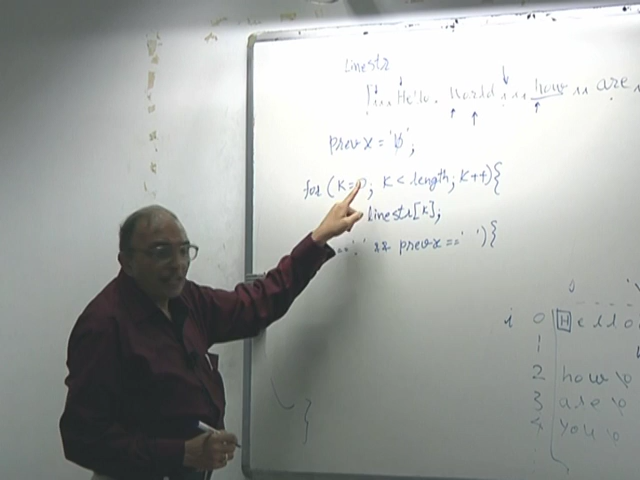 linestr
Hello. World ... how .. are
prev x = 'ƀ';
for (k=0; k < length; k++){
linestr[k];
==' ' && prevx ==' '){
0
i 0 Hello
1
2 how
3 are
4 you
}